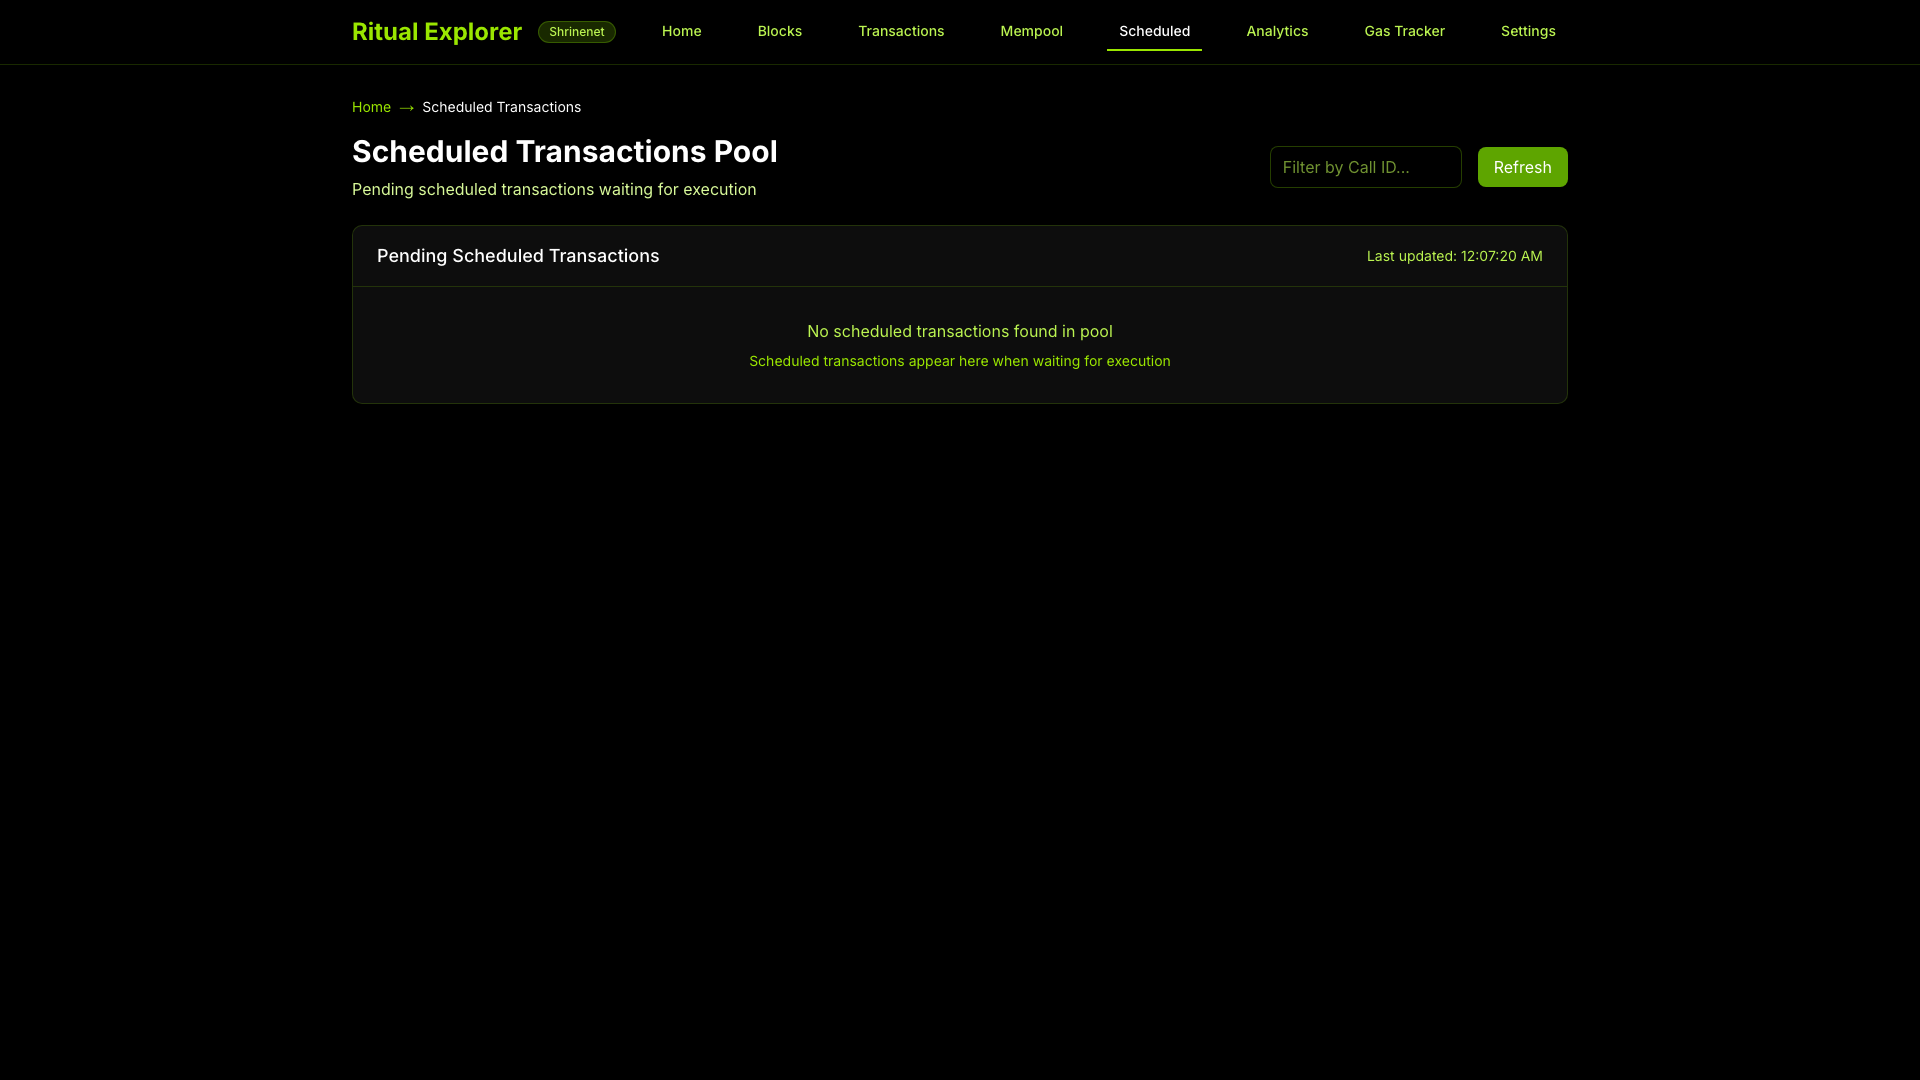 Ritual Explorer Shrinenet Home Blocks Transactions Mempool Scheduled Analytics Gas Tracker Settings
Home → Scheduled Transactions
Scheduled Transactions Pool
Pending scheduled transactions waiting for execution
Filter by Call ID... Refresh
Pending Scheduled Transactions Last updated: 12:07:20 AM
No scheduled transactions found in pool
Scheduled transactions appear here when waiting for execution